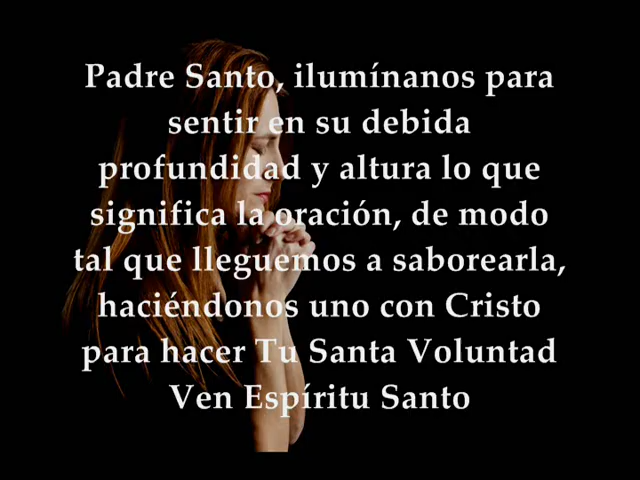 Padre Santo, ilumínanos para
sentir en su debida
profundidad y altura lo que
significa la oración, de modo
tal que lleguemos a saborearla,
haciéndonos uno con Cristo
para hacer Tu Santa Voluntad
Ven Espíritu Santo